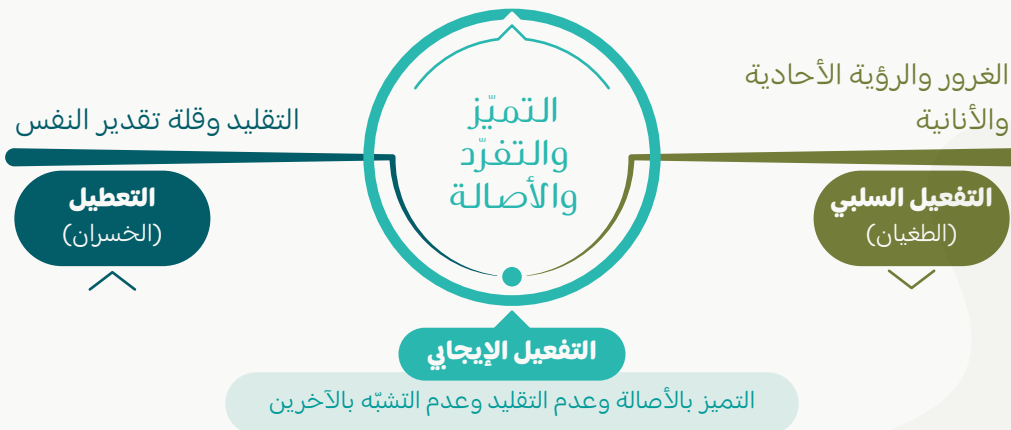 الغرور والرؤية الأحادية
والأنانية
التفعيل السلبي
(الطغيان)
التميّز
والتفرّد
والأصالة
التقليد وقلة تقدير النفس
التعطيل
(الخسران)
التفعيل الإيجابي
التميز بالأصالة وعدم التقليد وعدم التشبّه بالآخرين